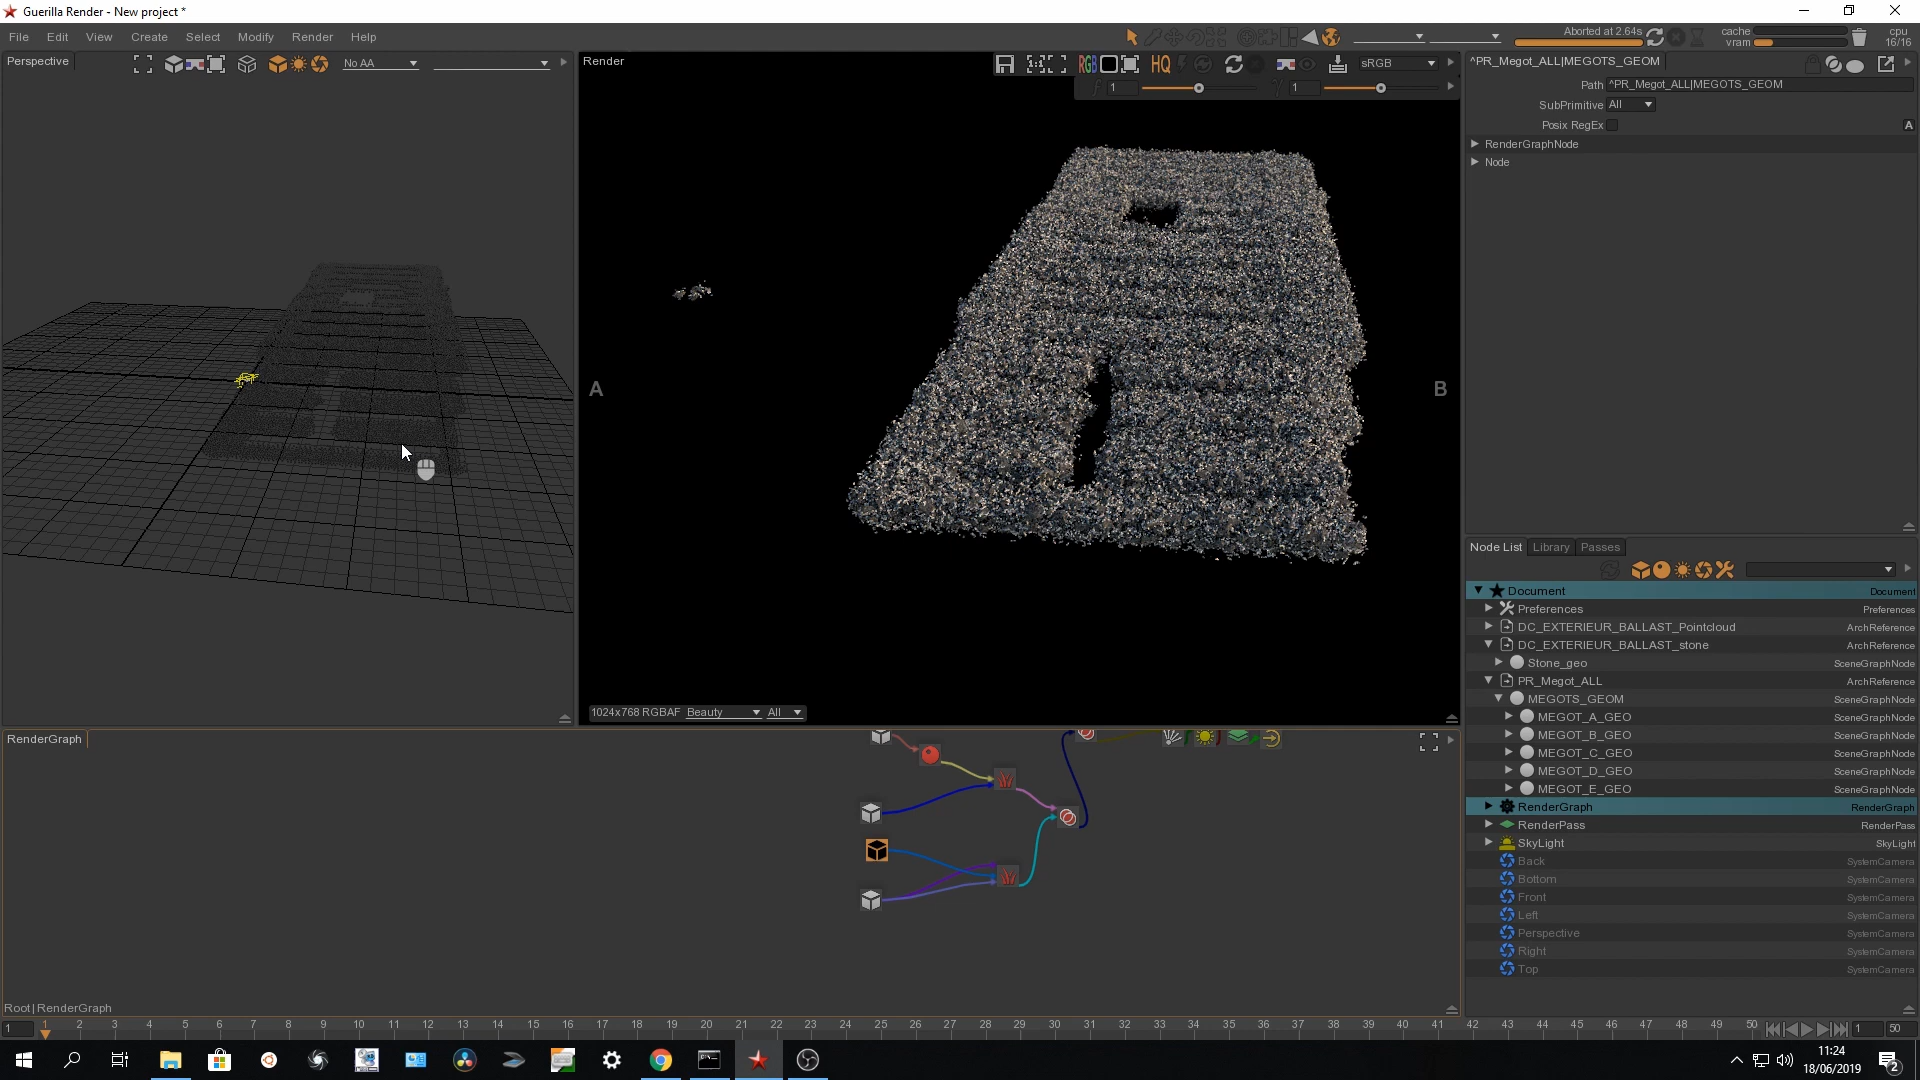 Guerilla Render - New project *
File Edit View Create Select Modify Render Help
Aborted at 2.64s
cache
vram
cpu
16/16
Perspective
No AA
Render
1:1
RGB
HQ
sRGB
1
1
^PR_Megot_ALL|MEGOTS_GEOM
Path ^PR_Megot_ALL|MEGOTS_GEOM
SubPrimitive All
Posix RegEx
A
RenderGraphNode
Node
A
B
1024x768 RGBAF Beauty All
Node List Library Passes
Document Document
Preferences Preferences
DC_EXTERIEUR_BALLAST_Pointcloud ArchReference
DC_EXTERIEUR_BALLAST_stone ArchReference
Stone_geo SceneGraphNode
PR_Megot_ALL ArchReference
MEGOTS_GEOM SceneGraphNode
MEGOT_A_GEO SceneGraphNode
MEGOT_B_GEO SceneGraphNode
MEGOT_C_GEO SceneGraphNode
MEGOT_D_GEO SceneGraphNode
MEGOT_E_GEO SceneGraphNode
RenderGraph RenderGraph
RenderPass RenderPass
SkyLight SkyLight
Back SystemCamera
Bottom SystemCamera
Front SystemCamera
Left SystemCamera
Perspective SystemCamera
Right SystemCamera
Top SystemCamera
RenderGraph
Root|RenderGraph
1 1 2 3 4 5 6 7 8 9 10 11 12 13 14 15 16 17 18 19 20 21 22 23 24 25 26 27 28 29 30 31 32 33 34 35 36 37 38 39 40 41 42 43 44 45 46 47 48 49 50 1 50
11:24
18/06/2019
2